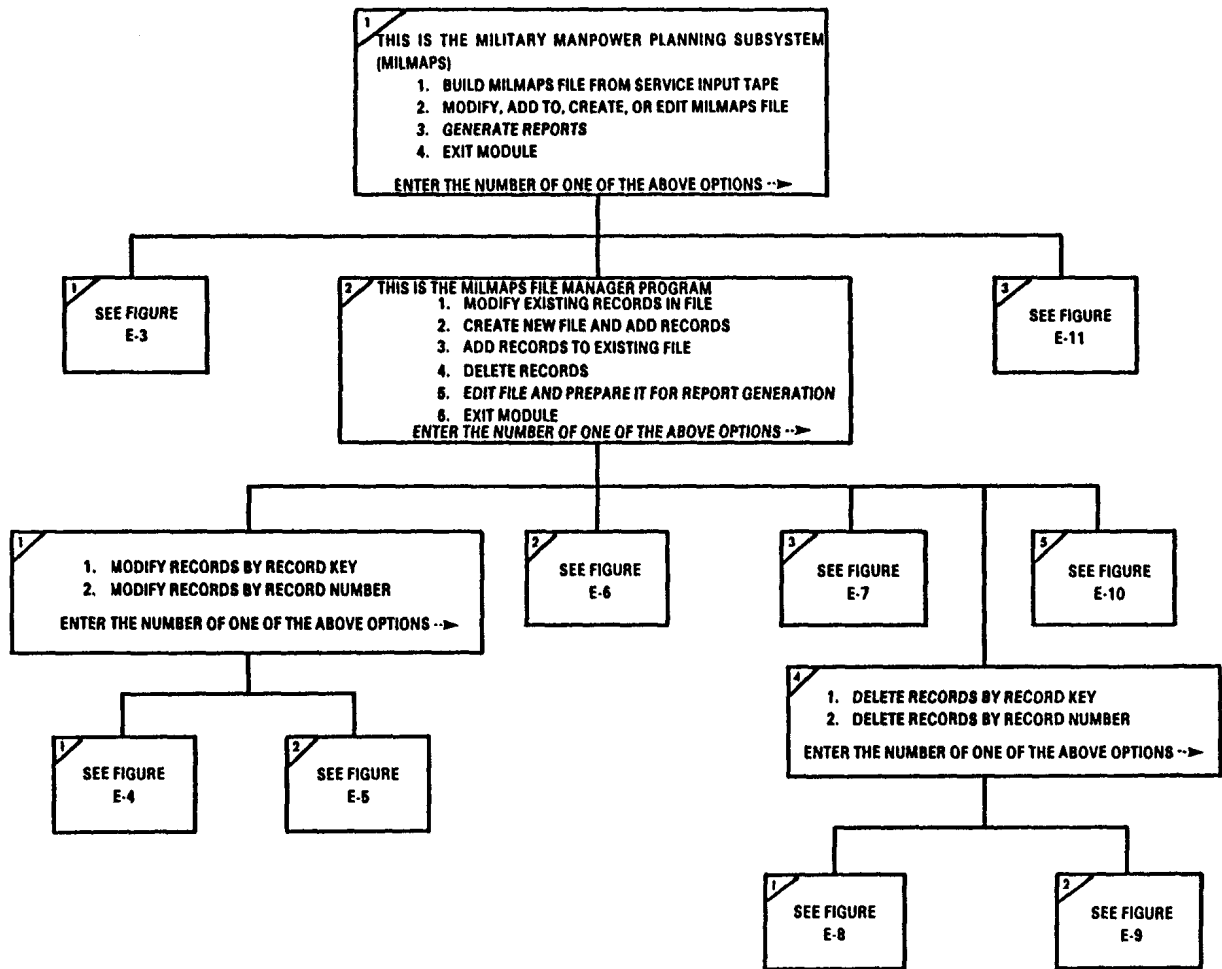 1
THIS IS THE MILITARY MANPOWER PLANNING SUBSYSTEM
(MILMAPS)
1. BUILD MILMAPS FILE FROM SERVICE INPUT TAPE
2. MODIFY, ADD TO, CREATE, OR EDIT MILMAPS FILE
3. GENERATE REPORTS
4. EXIT MODULE
ENTER THE NUMBER OF ONE OF THE ABOVE OPTIONS -->
1
SEE FIGURE
E-3
2
THIS IS THE MILMAPS FILE MANAGER PROGRAM
1. MODIFY EXISTING RECORDS IN FILE
2. CREATE NEW FILE AND ADD RECORDS
3. ADD RECORDS TO EXISTING FILE
4. DELETE RECORDS
5. EDIT FILE AND PREPARE IT FOR REPORT GENERATION
6. EXIT MODULE
ENTER THE NUMBER OF ONE OF THE ABOVE OPTIONS -->
3
SEE FIGURE
E-11
1
1. MODIFY RECORDS BY RECORD KEY
2. MODIFY RECORDS BY RECORD NUMBER
ENTER THE NUMBER OF ONE OF THE ABOVE OPTIONS -->
2
SEE FIGURE
E-6
3
SEE FIGURE
E-7
5
SEE FIGURE
E-10
4
1. DELETE RECORDS BY RECORD KEY
2. DELETE RECORDS BY RECORD NUMBER
ENTER THE NUMBER OF ONE OF THE ABOVE OPTIONS -->
1
SEE FIGURE
E-4
2
SEE FIGURE
E-5
1
SEE FIGURE
E-8
2
SEE FIGURE
E-9